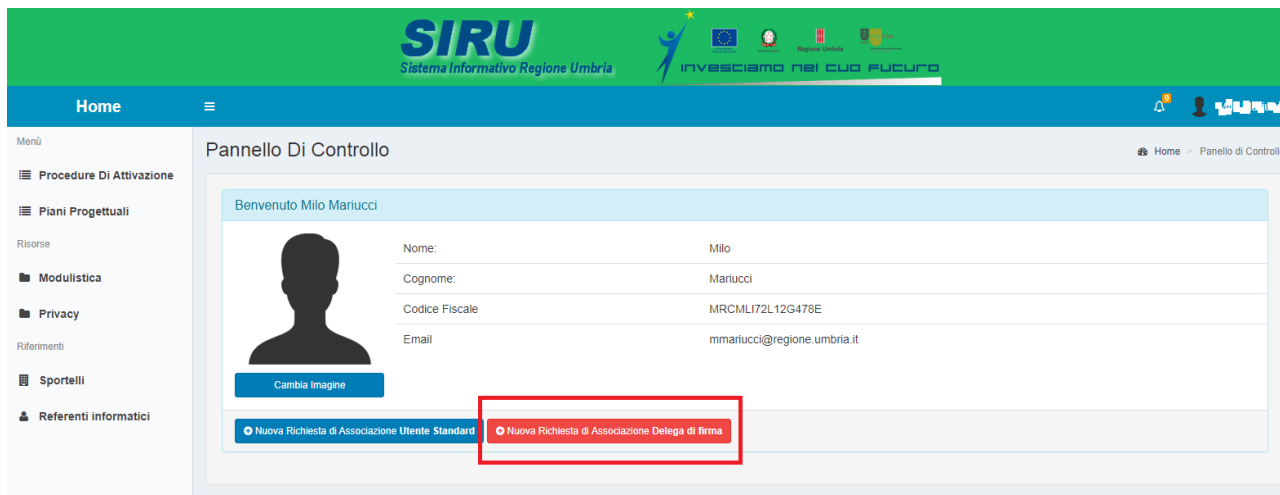 SIRU
Sistema Informativo Regione Umbria
Regione Umbria
investiamo nel tuo futuro
Home
0
Menù
Procedure Di Attivazione
Piani Progettuali
Risorse
Modulistica
Privacy
Riferimenti
Sportelli
Referenti informatici
Pannello Di Controllo
Home > Panello di Controll
Benvenuto Milo Mariucci
Nome: Milo
Cognome: Mariucci
Codice Fiscale MRCMLI72L12G478E
Email mmariucci@regione.umbria.it
Cambia Imagine
Nuova Richiesta di Associazione Utente Standard
Nuova Richiesta di Associazione Delega di firma